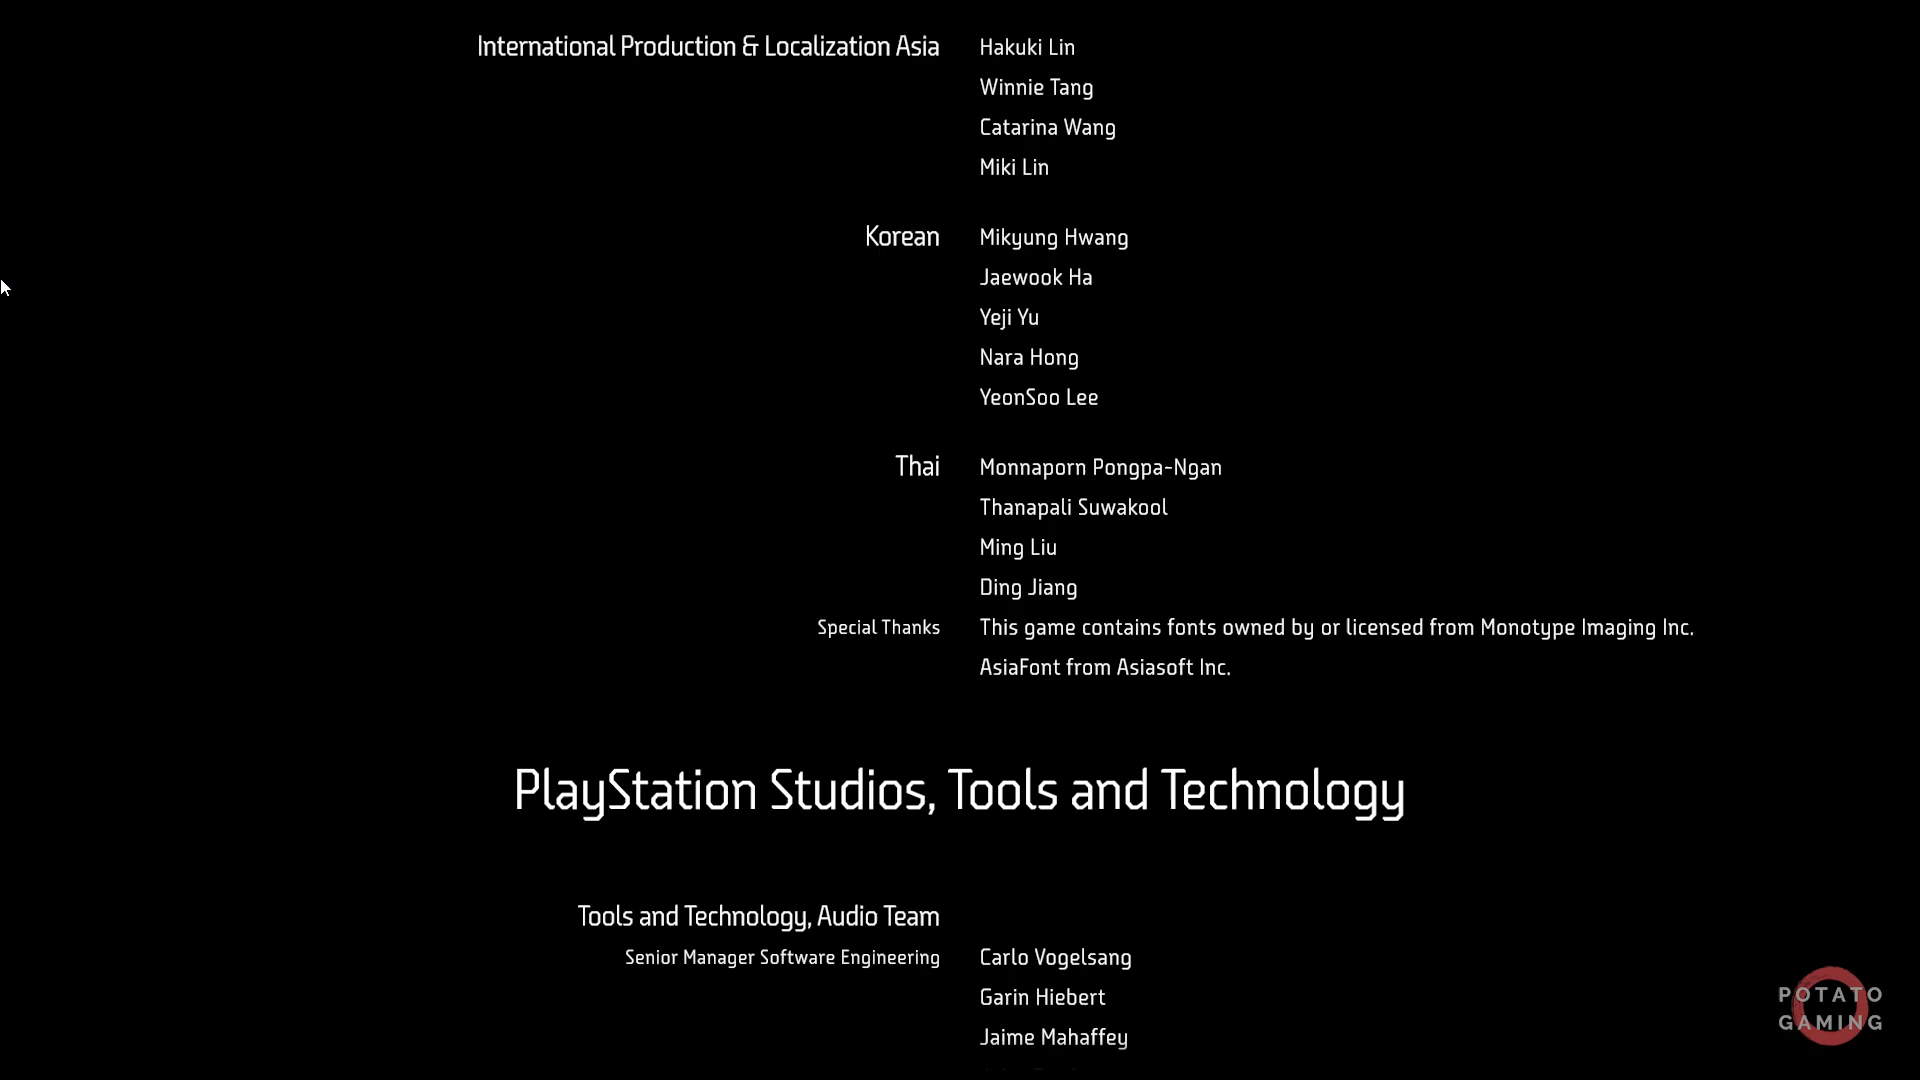 International Production & Localization Asia Hakuki Lin
Winnie Tang
Catarina Wang
Miki Lin
Korean Mikyung Hwang
Jaewook Ha
Yeji Yu
Nara Hong
YeonSoo Lee
Thai Monnaporn Pongpa-Ngan
Thanapali Suwakool
Ming Liu
Ding Jiang
Special Thanks This game contains fonts owned by or licensed from Monotype Imaging Inc.
AsiaFont from Asiasoft Inc.
PlayStation Studios, Tools and Technology
Tools and Technology, Audio Team
Senior Manager Software Engineering Carlo Vogelsang
Garin Hiebert
Jaime Mahaffey
POTATO
GAMING